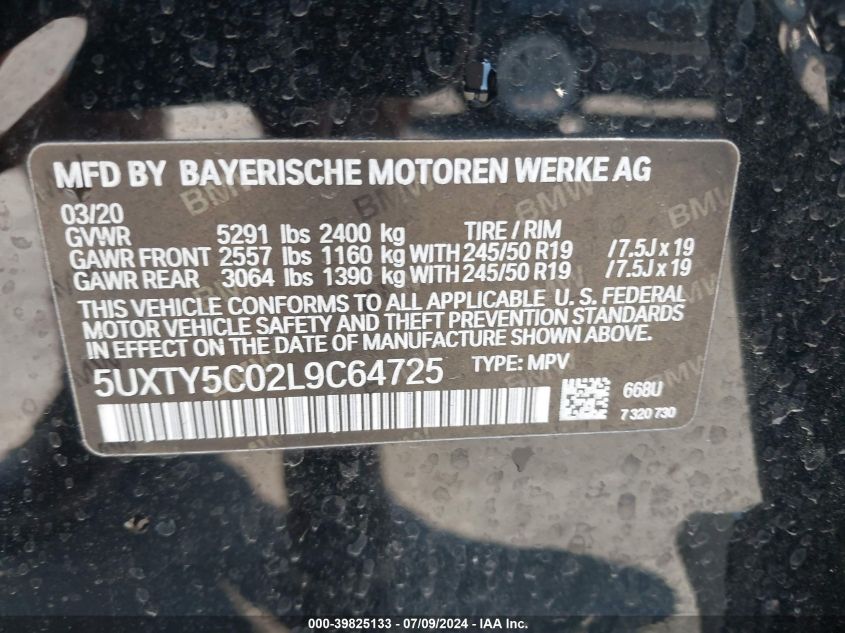 MFD BY BAYERISCHE MOTOREN WERKE AG
03/20
GVWR 5291 lbs 2400 kg TIRE / RIM
GAWR FRONT 2557 lbs 1160 kg WITH 245/50 R19 /7.5J x 19
GAWR REAR 3064 lbs 1390 kg WITH 245/50 R19 /7.5J x 19
THIS VEHICLE CONFORMS TO ALL APPLICABLE U. S. FEDERAL
MOTOR VEHICLE SAFETY AND THEFT PREVENTION STANDARDS
IN EFFECT ON THE DATE OF MANUFACTURE SHOWN ABOVE.
5UXTY5C02L9C64725 TYPE: MPV
668U
7 320 730
000-39825133 - 07/09/2024 - IAA Inc.